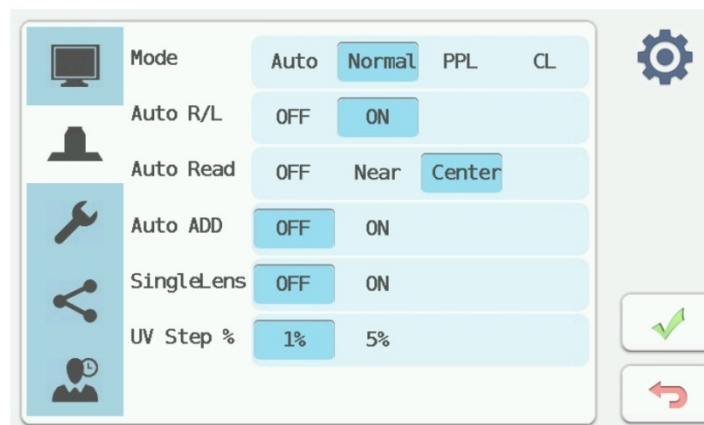 Mode Auto Normal PPL CL
Auto R/L OFF ON
Auto Read OFF Near Center
Auto ADD OFF ON
SingleLens OFF ON
UV Step % 1% 5%